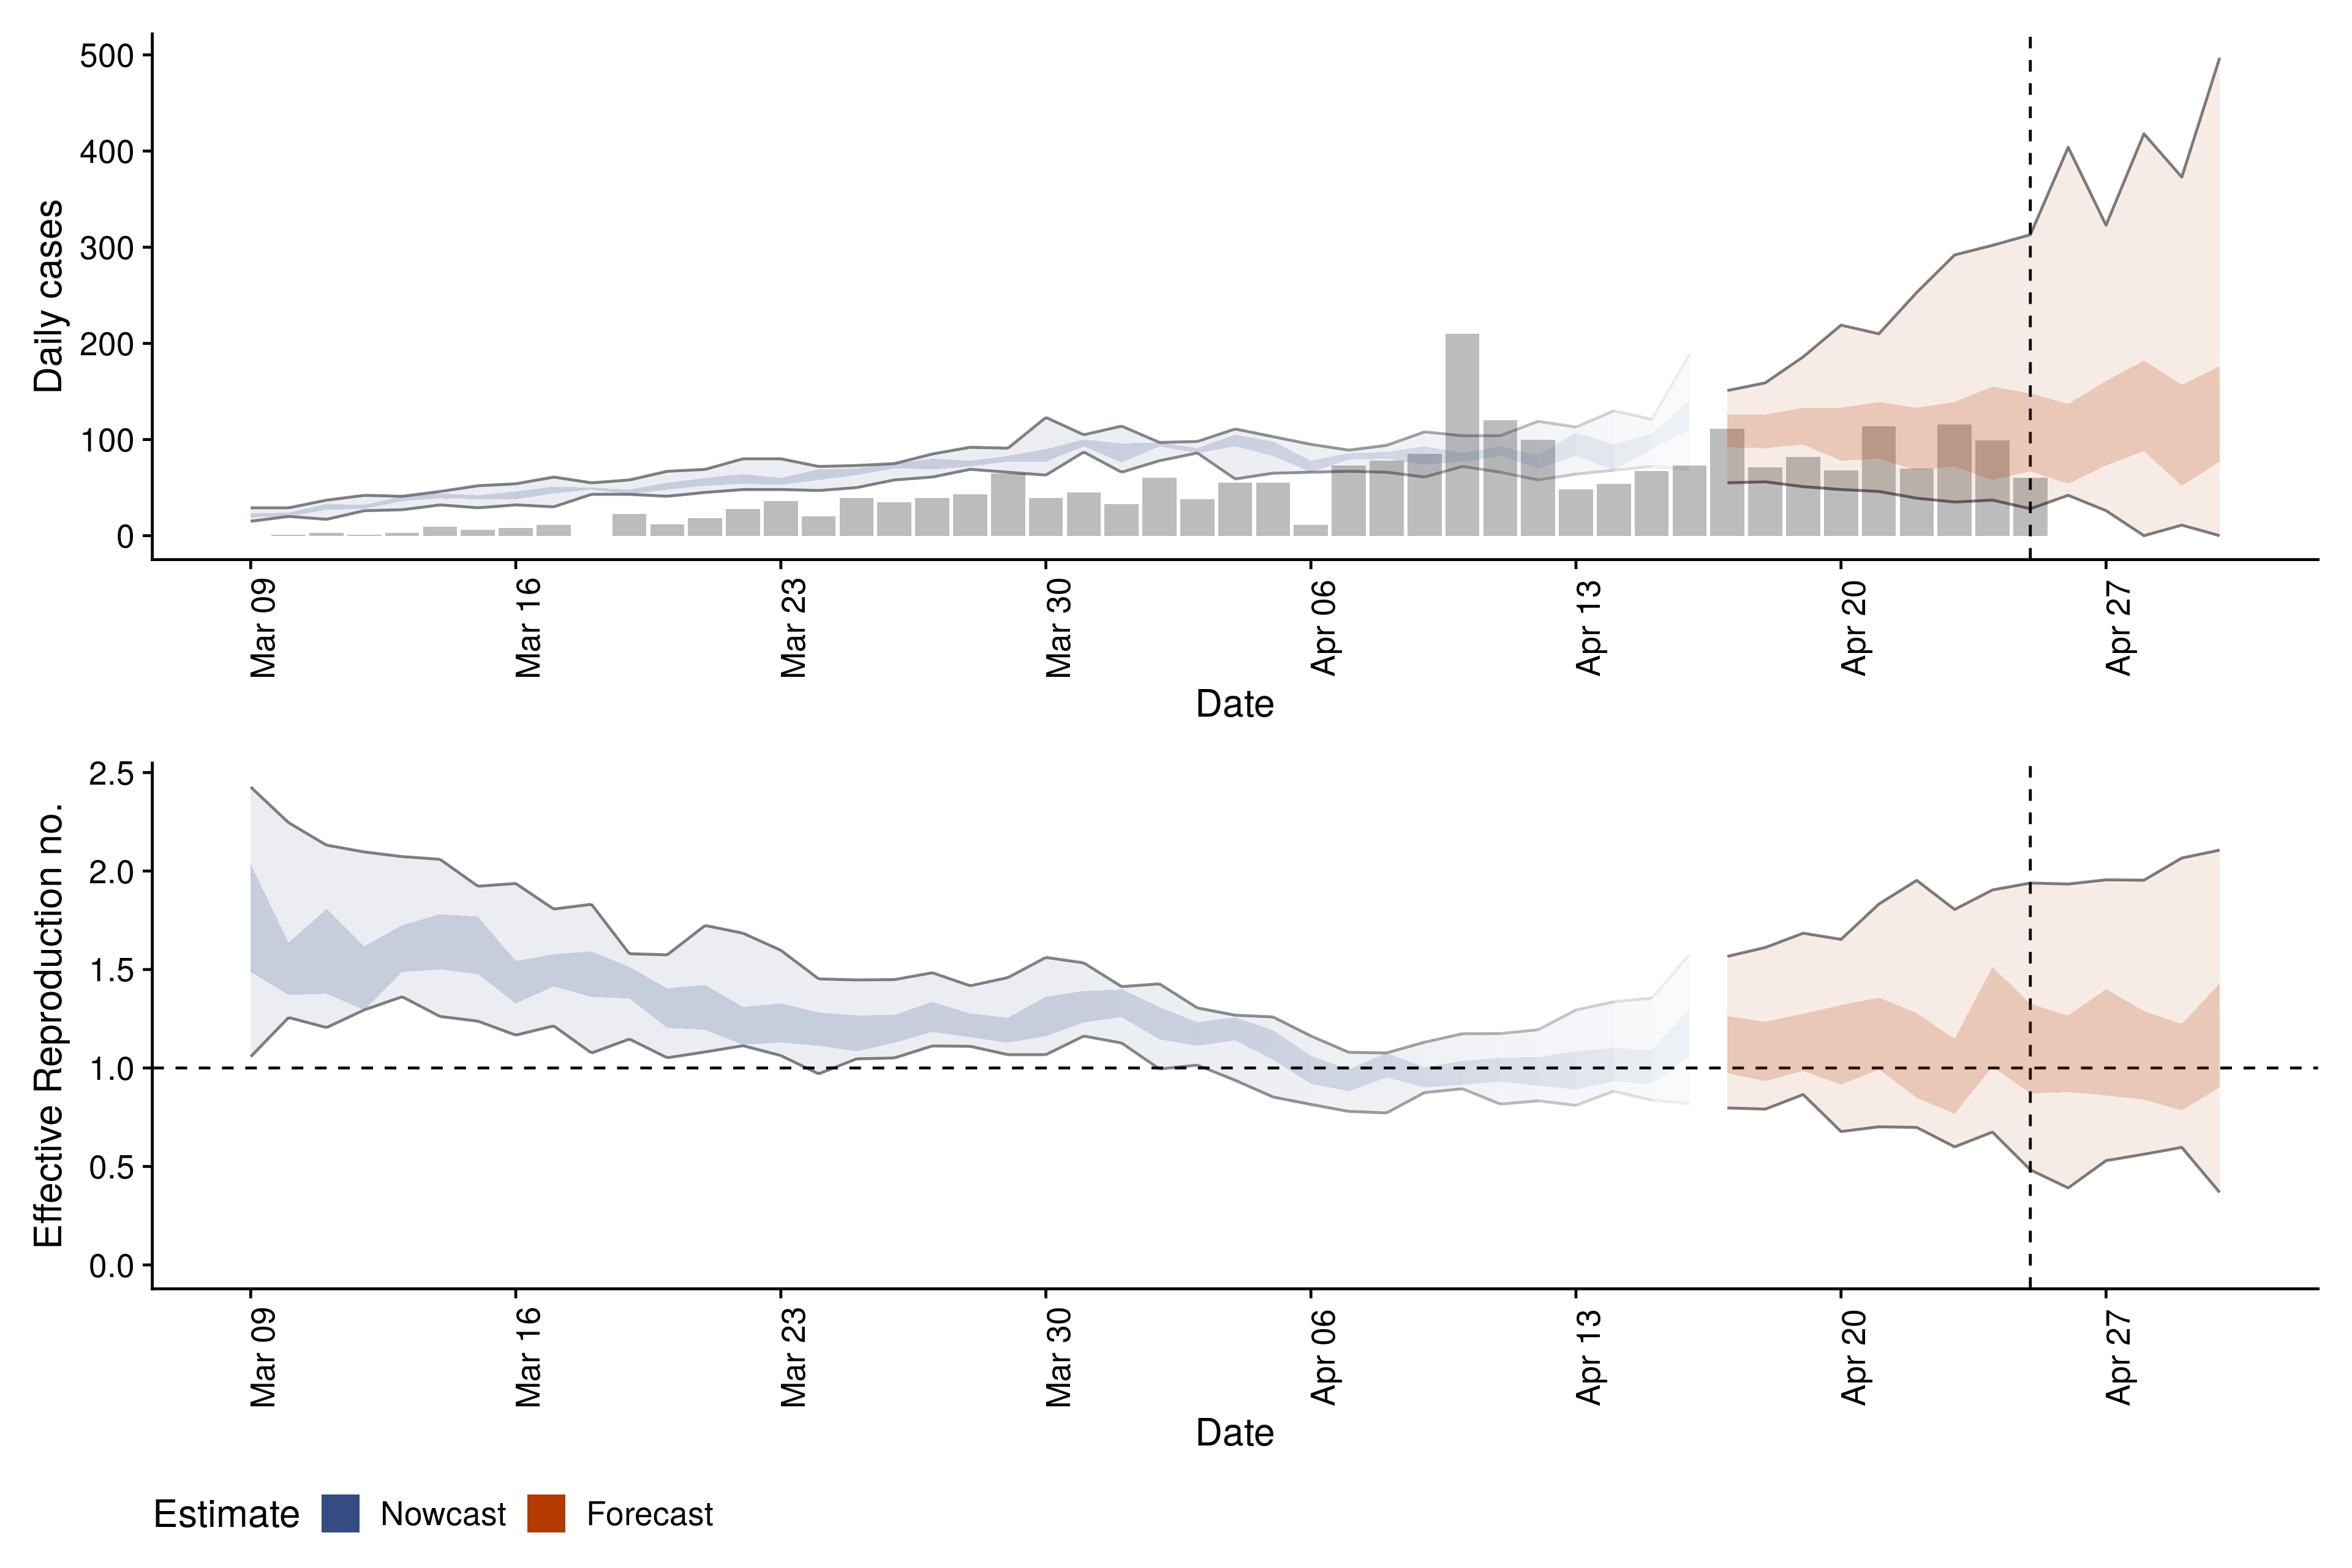 500
400
300
200
100
0
Daily cases
Mar 09
Mar 16
Mar 23
Mar 30
Apr 06
Apr 13
Apr 20
Apr 27
Date
2.5
2.0
1.5
1.0
0.5
0.0
Effective Reproduction no.
Mar 09
Mar 16
Mar 23
Mar 30
Apr 06
Apr 13
Apr 20
Apr 27
Date
Estimate Nowcast Forecast